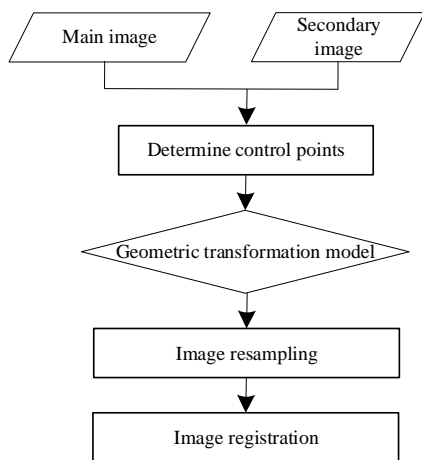 Main image
Secondary
image
Determine control points
Geometric transformation model
Image resampling
Image registration